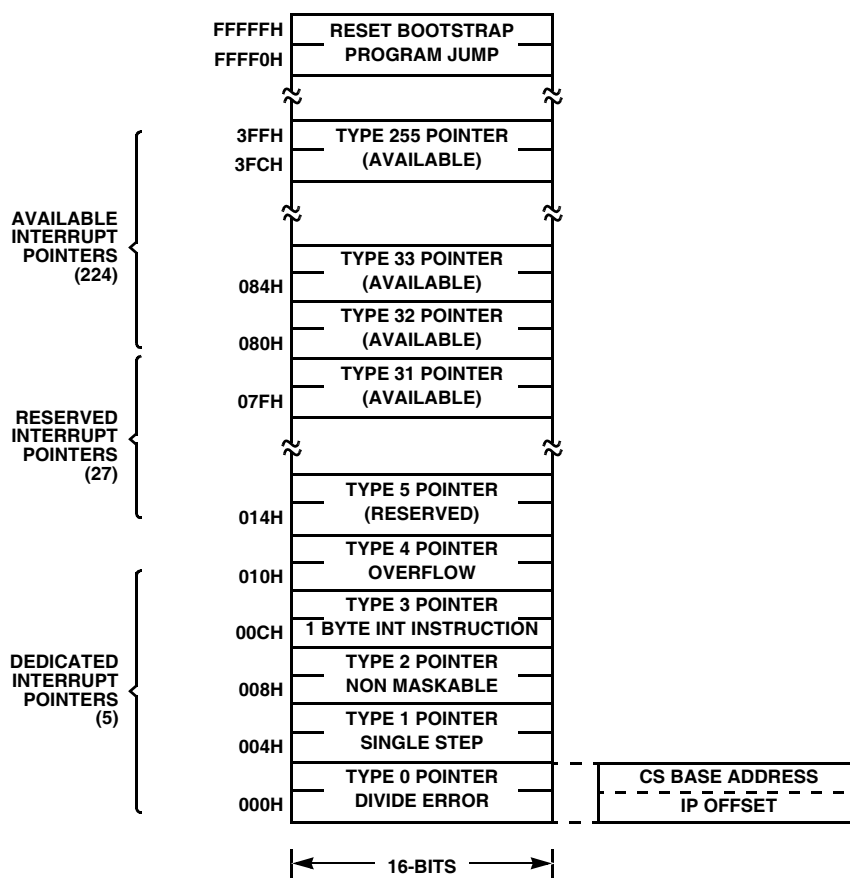 FFFFFH
RESET BOOTSTRAP
FFFF0H
PROGRAM JUMP
3FFH
TYPE 255 POINTER
3FCH
(AVAILABLE)
AVAILABLE
INTERRUPT
POINTERS
(224)
TYPE 33 POINTER
084H
(AVAILABLE)
TYPE 32 POINTER
080H
(AVAILABLE)
TYPE 31 POINTER
07FH
(AVAILABLE)
RESERVED
INTERRUPT
POINTERS
(27)
TYPE 5 POINTER
014H
(RESERVED)
TYPE 4 POINTER
010H
OVERFLOW
TYPE 3 POINTER
00CH
1 BYTE INT INSTRUCTION
DEDICATED
INTERRUPT
POINTERS
(5)
TYPE 2 POINTER
008H
NON MASKABLE
TYPE 1 POINTER
004H
SINGLE STEP
TYPE 0 POINTER
000H
DIVIDE ERROR
CS BASE ADDRESS
IP OFFSET
16-BITS